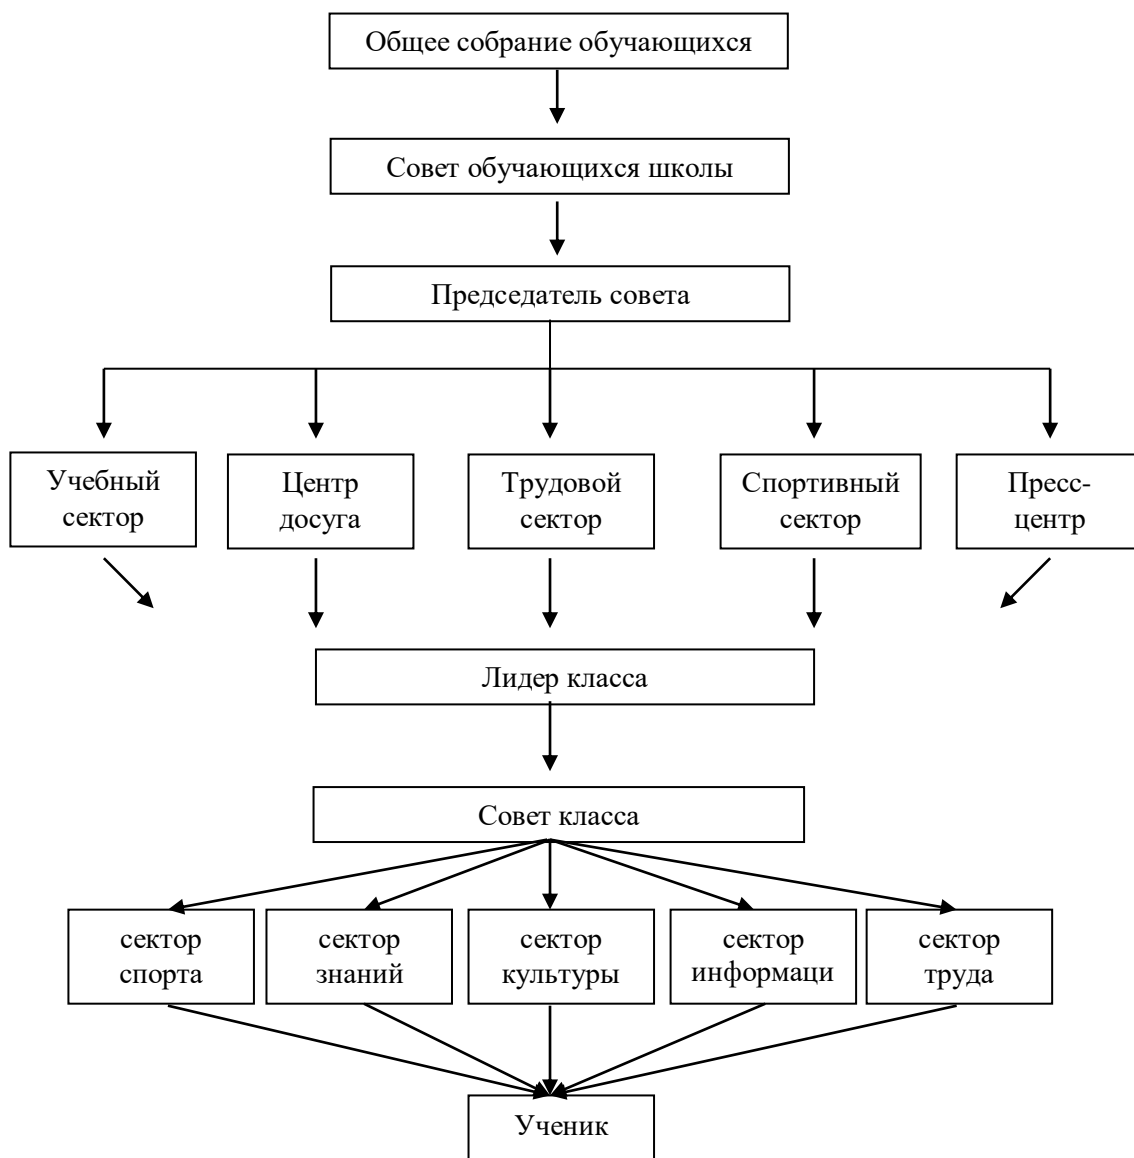 Общее собрание обучающихся
Совет обучающихся школы
Председатель совета
Учебный
сектор
Центр
досуга
Трудовой
сектор
Спортивный
сектор
Пресс-
центр
Лидер класса
Совет класса
сектор
спорта
сектор
знаний
сектор
культуры
сектор
информаци
сектор
труда
Ученик